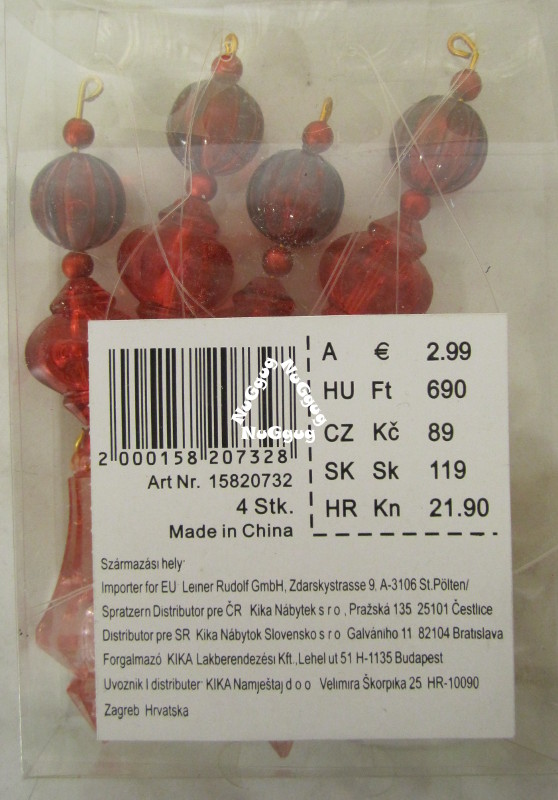 A € 2.99
HU Ft 690
CZ Kč 89
SK Sk 119
HR Kn 21.90
NuGgug NuGgug
NuGgug
2 000158 207328
Art Nr. 15820732
4 Stk.
Made in China
Származási hely:
Importer for EU Leiner Rudolf GmbH, Zdarskystrasse 9, A-3106 St.Pölten/
Spratzern Distributor pre ČR Kika Nábytek s r o , Pražská 135 25101 Čestlice
Distributor pre SR Kika Nábytok Slovensko s r o Galvániho 11 82104 Bratislava
Forgalmazó KIKA Lakberendezési Kft., Lehel ut 51 H-1135 Budapest
Uvoznik I distributer KIKA Namještaj d o o Velimira Škorpika 25 HR-10090
Zagreb Hrvatska